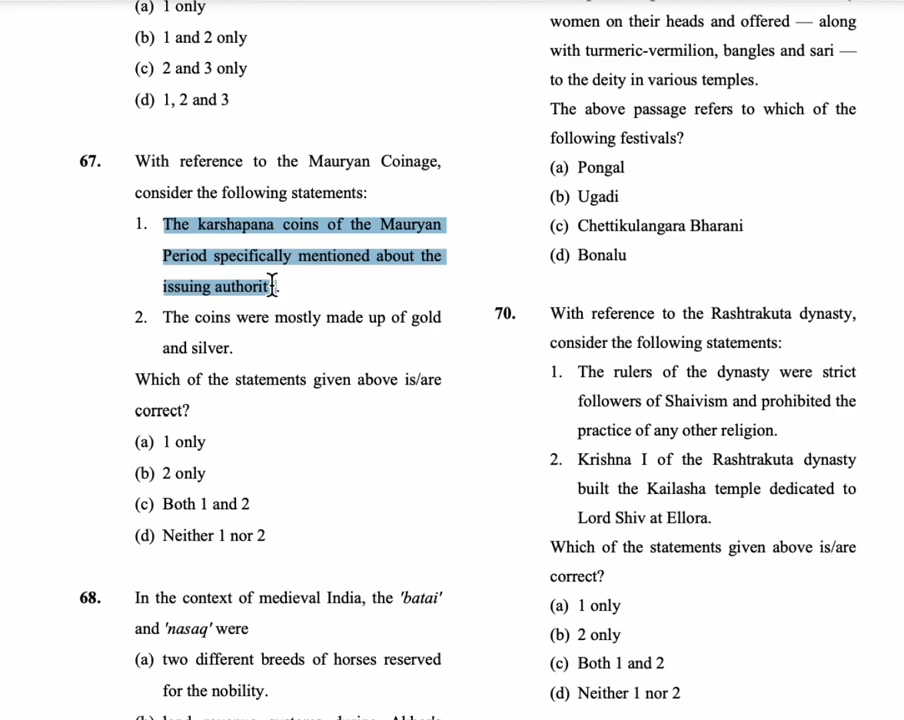 (a) 1 only
(b) 1 and 2 only
(c) 2 and 3 only
(d) 1, 2 and 3
67. With reference to the Mauryan Coinage,
consider the following statements:
1. The karshapana coins of the Mauryan
Period specifically mentioned about the
issuing authority.
2. The coins were mostly made up of gold
and silver.
Which of the statements given above is/are
correct?
(a) 1 only
(b) 2 only
(c) Both 1 and 2
(d) Neither 1 nor 2
68. In the context of medieval India, the 'batai'
and 'nasaq' were
(a) two different breeds of horses reserved
for the nobility.
women on their heads and offered — along
with turmeric-vermilion, bangles and sari —
to the deity in various temples.
The above passage refers to which of the
following festivals?
(a) Pongal
(b) Ugadi
(c) Chettikulangara Bharani
(d) Bonalu
70. With reference to the Rashtrakuta dynasty,
consider the following statements:
1. The rulers of the dynasty were strict
followers of Shaivism and prohibited the
practice of any other religion.
2. Krishna I of the Rashtrakuta dynasty
built the Kailasha temple dedicated to
Lord Shiv at Ellora.
Which of the statements given above is/are
correct?
(a) 1 only
(b) 2 only
(c) Both 1 and 2
(d) Neither 1 nor 2